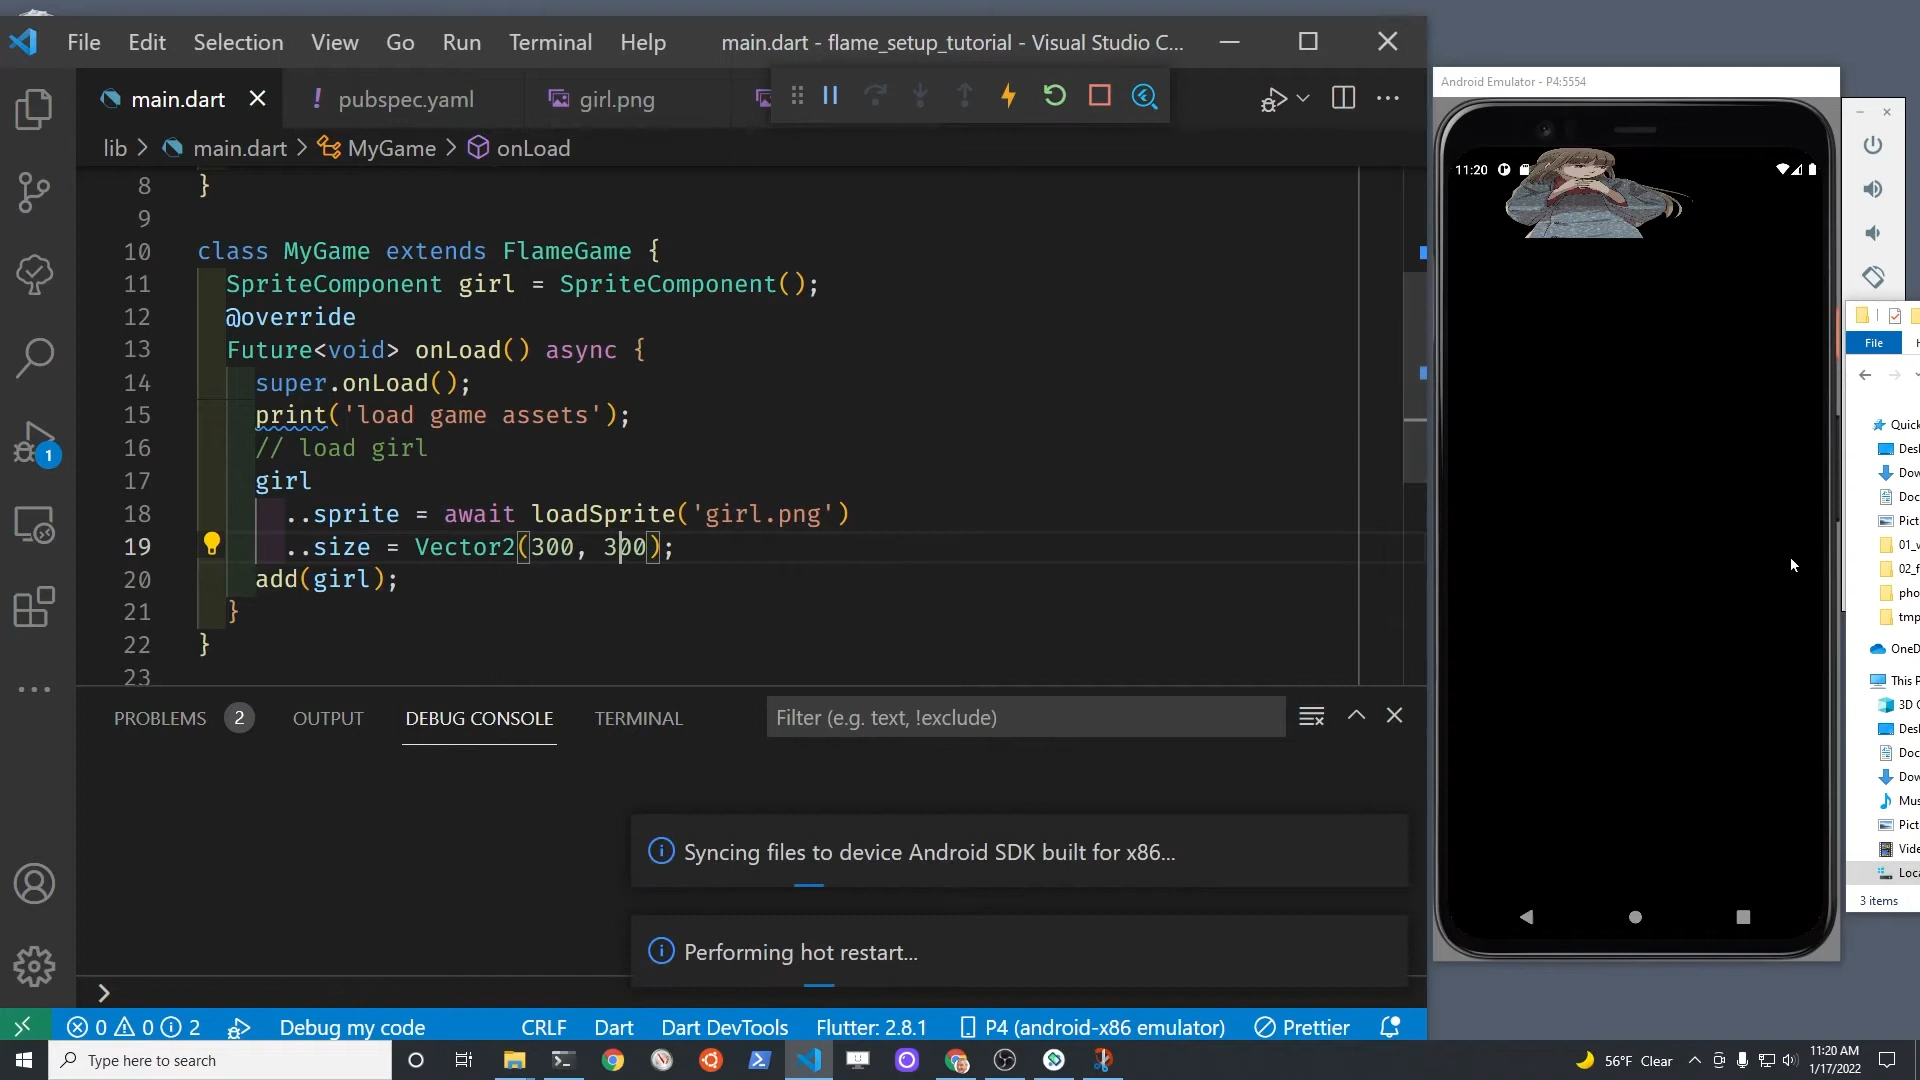 File Edit Selection View Go Run Terminal Help main.dart - flame_setup_tutorial - Visual Studio C...
main.dart ! pubspec.yaml girl.png
lib > main.dart > MyGame > onLoad
8 }
9
10 class MyGame extends FlameGame {
11 SpriteComponent girl = SpriteComponent();
12 @override
13 Future<void> onLoad() async {
14 super.onLoad();
15 print('load game assets');
16 // load girl
17 girl
18 ..sprite = await loadSprite('girl.png')
19 ..size = Vector2(300, 300);
20 add(girl);
21 }
22 }
23
1
PROBLEMS 2 OUTPUT DEBUG CONSOLE TERMINAL Filter (e.g. text, !exclude)
Syncing files to device Android SDK built for x86...
Performing hot restart...
>
0 0 2 Debug my code CRLF Dart Dart DevTools Flutter: 2.8.1 P4 (android-x86 emulator) Prettier
Android Emulator - P4:5554
11:20
File
Quick
Desl
Dow
Doc
Pict
01_v
02_f
pho
tmp
OneD
This P
3D
Desl
Doc
Dow
Mus
Pict
Vide
Loca
3 items
Type here to search
56°F Clear
11:20 AM
1/17/2022